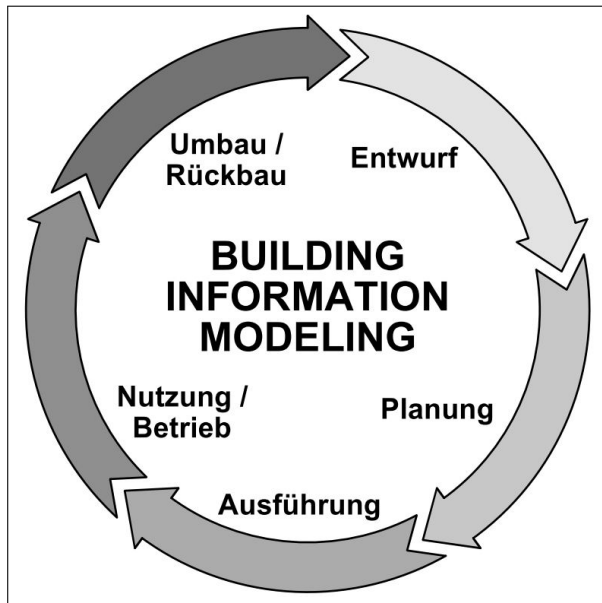 Umbau /
Rückbau
Entwurf
BUILDING
INFORMATION
MODELING
Nutzung /
Betrieb
Planung
Ausführung